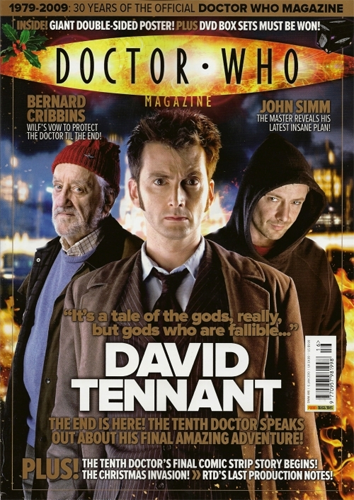 1979-2009: 30 YEARS OF THE OFFICIAL DOCTOR WHO MAGAZINE
INSIDE! GIANT DOUBLE-SIDED POSTER! PLUS DVD BOX SETS MUST BE WON!
DOCTOR · WHO
MAGAZINE
BERNARD
CRIBBINS
WILF'S VOW TO PROTECT
THE DOCTOR TIL THE END!
JOHN SIMM
THE MASTER REVEALS HIS
LATEST INSANE PLAN!
"It's a tale of the gods, really,
but gods who are fallible..."
DAVID
TENNANT
THE END IS HERE! THE TENTH DOCTOR SPEAKS
OUT ABOUT HIS FINAL AMAZING ADVENTURE!
PLUS! THE TENTH DOCTOR'S FINAL COMIC STRIP STORY BEGINS!
THE CHRISTMAS INVASION! >> RTD'S LAST PRODUCTION NOTES!